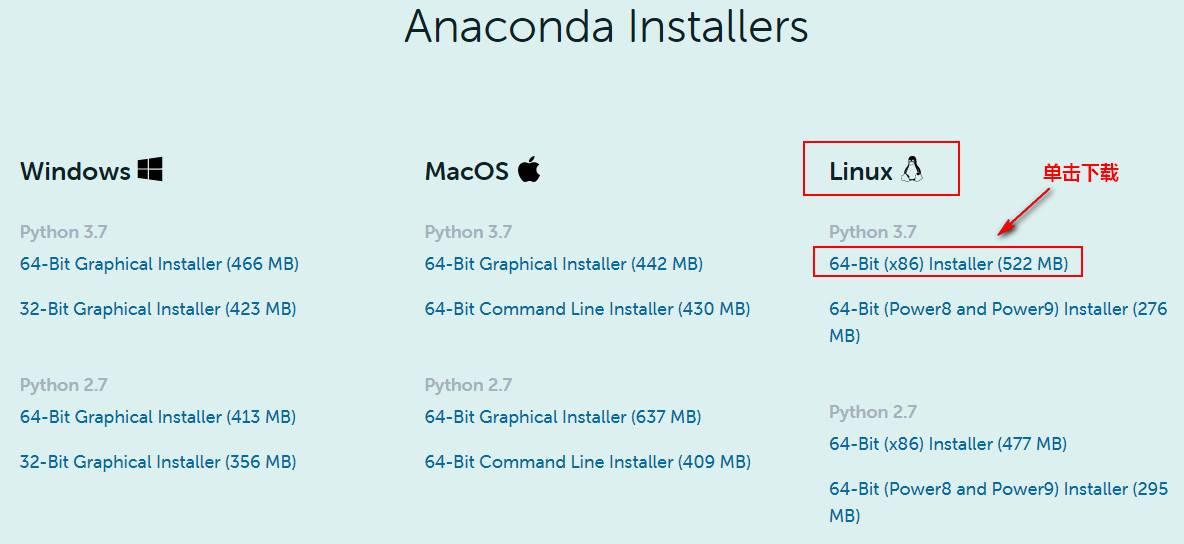 Anaconda Installers
Windows
Python 3.7
64-Bit Graphical Installer (466 MB)
32-Bit Graphical Installer (423 MB)
Python 2.7
64-Bit Graphical Installer (413 MB)
32-Bit Graphical Installer (356 MB)
MacOS
Python 3.7
64-Bit Graphical Installer (442 MB)
64-Bit Command Line Installer (430 MB)
Python 2.7
64-Bit Graphical Installer (637 MB)
64-Bit Command Line Installer (409 MB)
Linux
单击下载
Python 3.7
64-Bit (x86) Installer (522 MB)
64-Bit (Power8 and Power9) Installer (276
MB)
Python 2.7
64-Bit (x86) Installer (477 MB)
64-Bit (Power8 and Power9) Installer (295
MB)